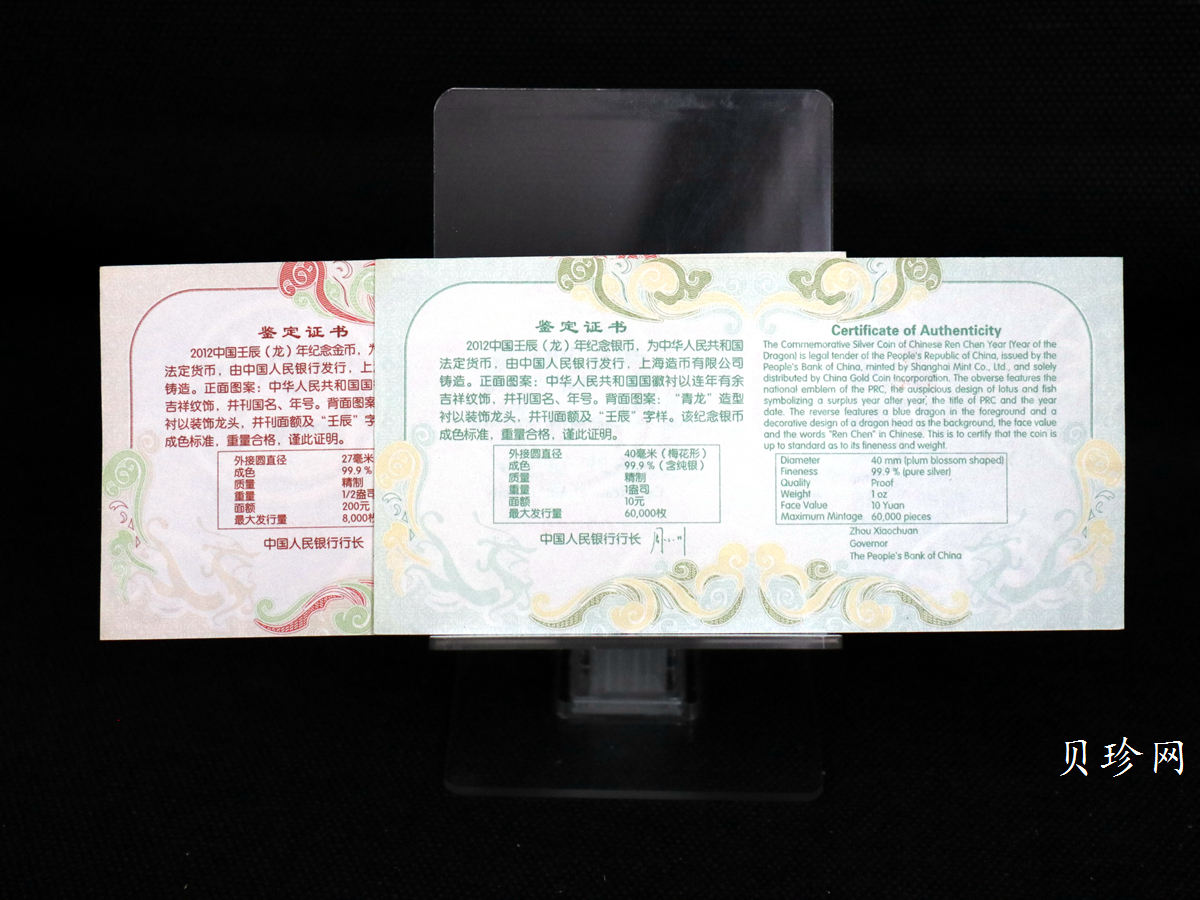 鉴定证书
2012中国壬辰（龙）年纪念金币，
法定货币，由中国人民银行发行，上
铸造。正面图案：中华人民共和国国
吉祥纹饰，并刊国名、年号。背面图案
衬以装饰龙头，并刊面额及“壬辰”字
成色标准，重量合格，谨此证明。
外接圆直径 27毫米
成色 99.9%
质量 精制
重量 1/2盎司
面额 200元
最大发行量 8,000枚
中国人民银行行长
鉴定证书
2012中国壬辰（龙）年纪念银币，为中华人民共和国
法定货币，由中国人民银行发行，上海造币有限公司
铸造。正面图案：中华人民共和国国徽衬以连年有余
吉祥纹饰，并刊国名、年号。背面图案：“青龙”造型
衬以装饰龙头，并刊面额及“壬辰”字样。该纪念银币
成色标准，重量合格，谨此证明。
外接圆直径 40毫米（梅花形）
成色 99.9%（含纯银）
质量 精制
重量 1盎司
面额 10元
最大发行量 60,000枚
中国人民银行行长
Certificate of Authenticity
The Commemorative Silver Coin of Chinese Ren Chen Year (Year of the
Dragon) is legal tender of the People's Republic of China, issued by the
People's Bank of China, minted by Shanghai Mint Co., Ltd., and solely
distributed by China Gold Coin Incorporation. The obverse features the
national emblem of the PRC, the auspicious design of lotus and fish
symbolizing a surplus year after year, the title of PRC and the year
date. The reverse features a blue dragon in the foreground and a
decorative design of a dragon head as the background, the face value
and the words "Ren Chen" in Chinese. This is to certify that the coin is
up to standard as to its fineness and weight.
Diameter 40 mm (plum blossom shaped)
Fineness 99.9 % (pure silver)
Quality Proof
Weight 1 oz
Face Value 10 Yuan
Maximum Mintage 60,000 pieces
Zhou Xiaochuan
Governor
The People's Bank of China
贝珍网